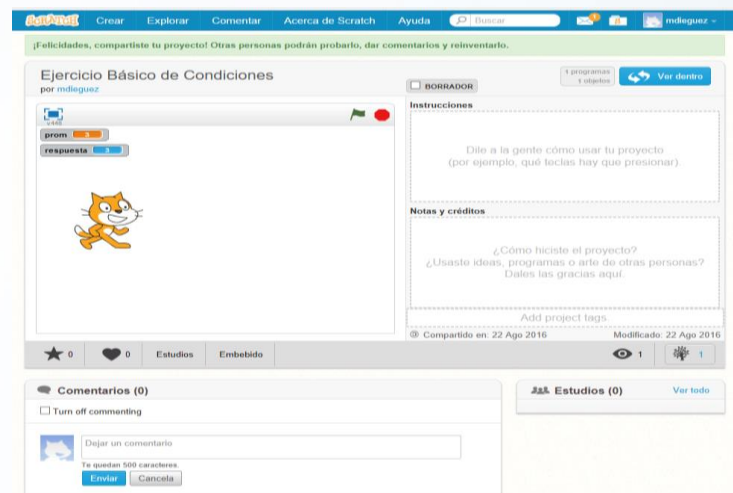 SCRATCH Crear Explorar Comentar Acerca de Scratch Ayuda Buscar mdieguez
¡Felicidades, compartiste tu proyecto! Otras personas podrán probarlo, dar comentarios y reinventarlo.
Ejercicio Básico de Condiciones
por mdieguez
BORRADOR
1 programas
1 objetos
Ver dentro
prom 3
respuesta 3
Instrucciones
Dile a la gente cómo usar tu proyecto
(por ejemplo, qué teclas hay que presionar).
Notas y créditos
¿Cómo hiciste el proyecto?
¿Usaste ideas, programas o arte de otras personas?
Dales las gracias aquí.
Add project tags.
Compartido en: 22 Ago 2016 Modificado: 22 Ago 2016
0 0 Estudios Embebido 1 1
Comentarios (0)
Turn off commenting
Dejar un comentario
Te quedan 500 caracteres.
Enviar Cancela
Estudios (0) Ver todo